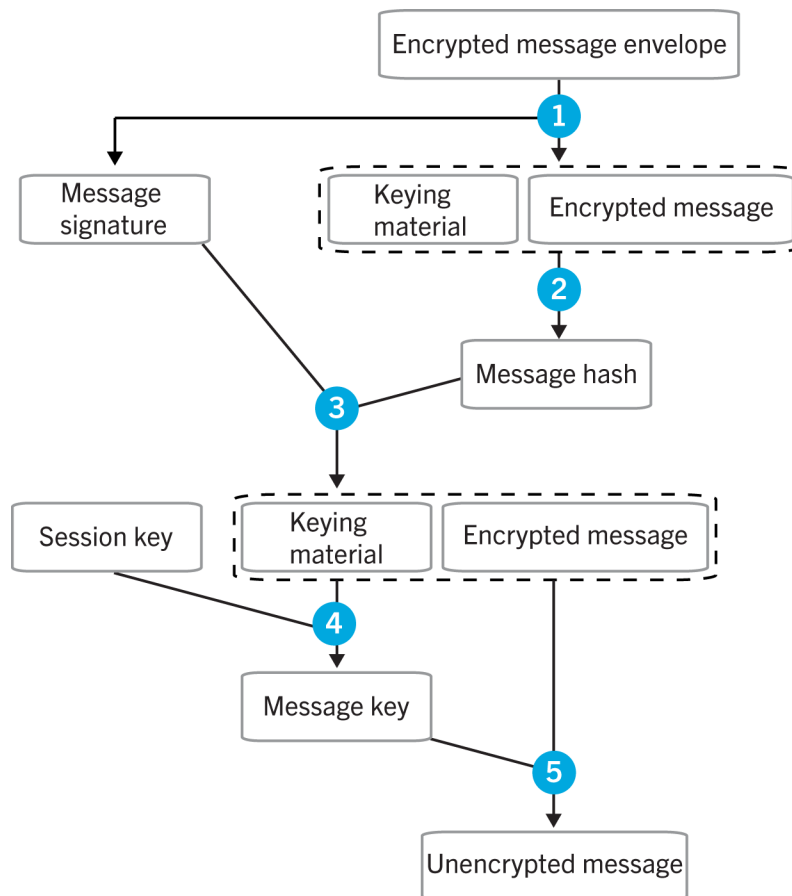 Encrypted message envelope
1
Message
signature
Keying
material
Encrypted message
2
Message hash
3
Session key
Keying
material
Encrypted message
4
Message key
5
Unencrypted message